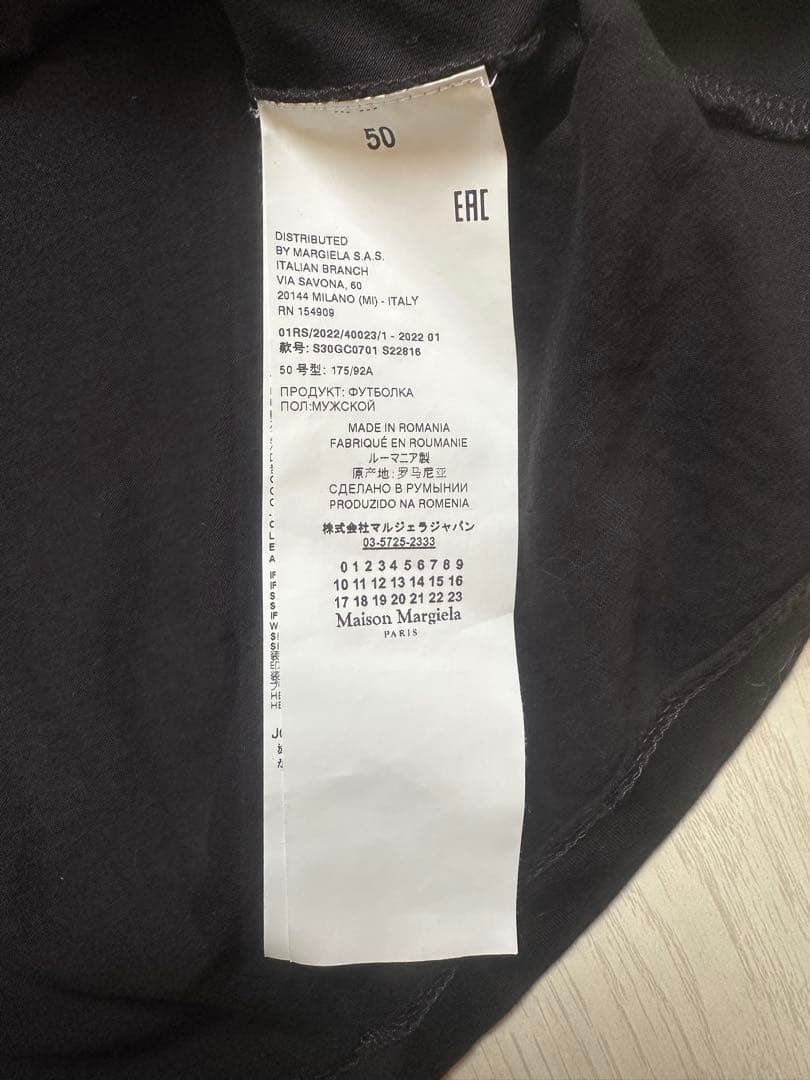 50
EAC
DISTRIBUTED
BY MARGIELA S.A.S.
ITALIAN BRANCH
VIA SAVONA, 60
20144 MILANO (MI) - ITALY
RN 154909
01RS/2022/40023/1 - 2022 01
款号: S30GC0701 S22816
50 号型: 175/92A
ПРОДУКТ: ФУТБОЛКА
ПОЛ:МУЖСКОЙ
MADE IN ROMANIA
FABRIQUÉ EN ROUMANIE
ルーマニア製
原产地: 罗马尼亚
СДЕЛАНО В РУМЫНИИ
PRODUZIDO NA ROMENIA
株式会社マルジェラジャパン
03-5725-2333
0 1 2 3 4 5 6 7 8 9
10 11 12 13 14 15 16
17 18 19 20 21 22 23
Maison Margiela
PARIS